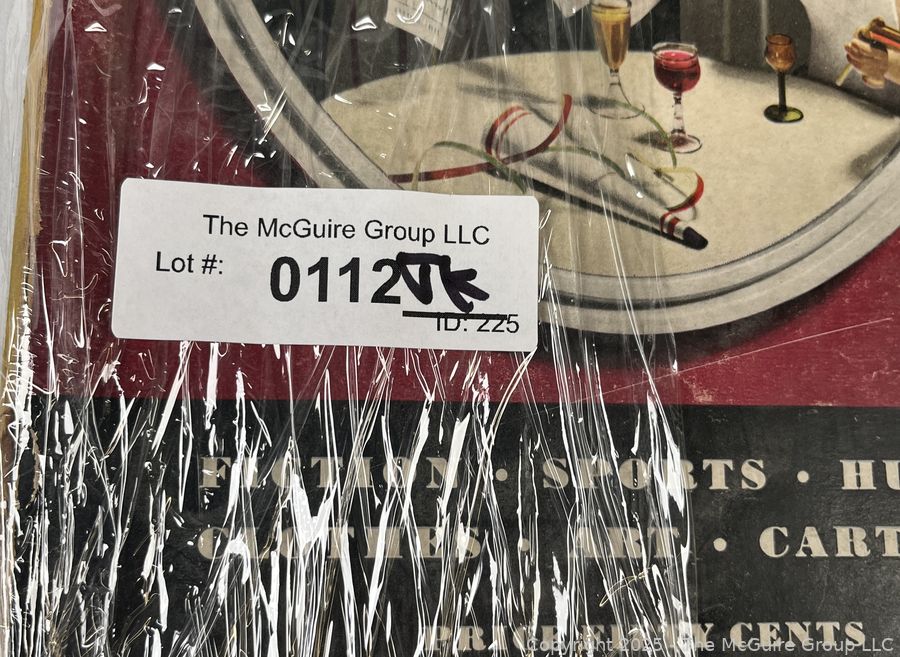 The McGuire Group LLC
Lot #: 0112JK
ID: 225
FICTION · SPORTS · HU
CLOTHES · ART · CART
PRICE FIFTY CENTS
Copyright 2025 - The McGuire Group LLC